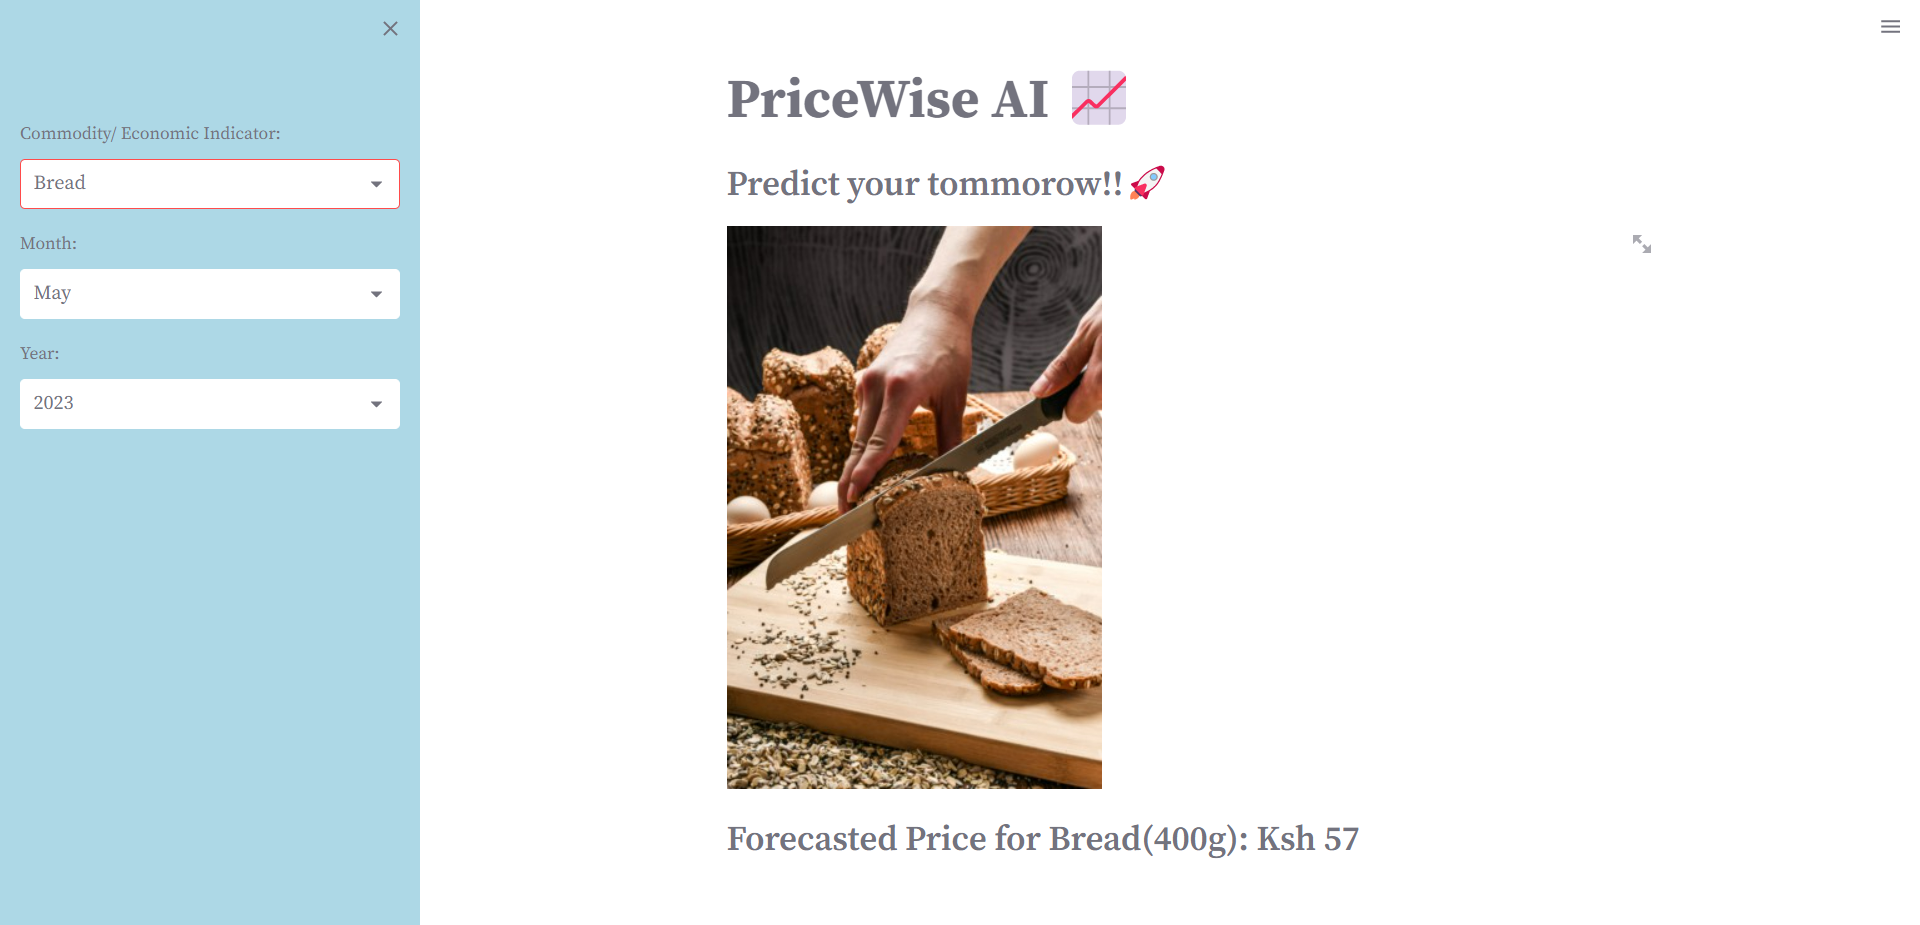 Commodity/ Economic Indicator:
Bread
Month:
May
Year:
2023
PriceWise AI 📈
Predict your tommorow!!🚀
Forecasted Price for Bread(400g): Ksh 57